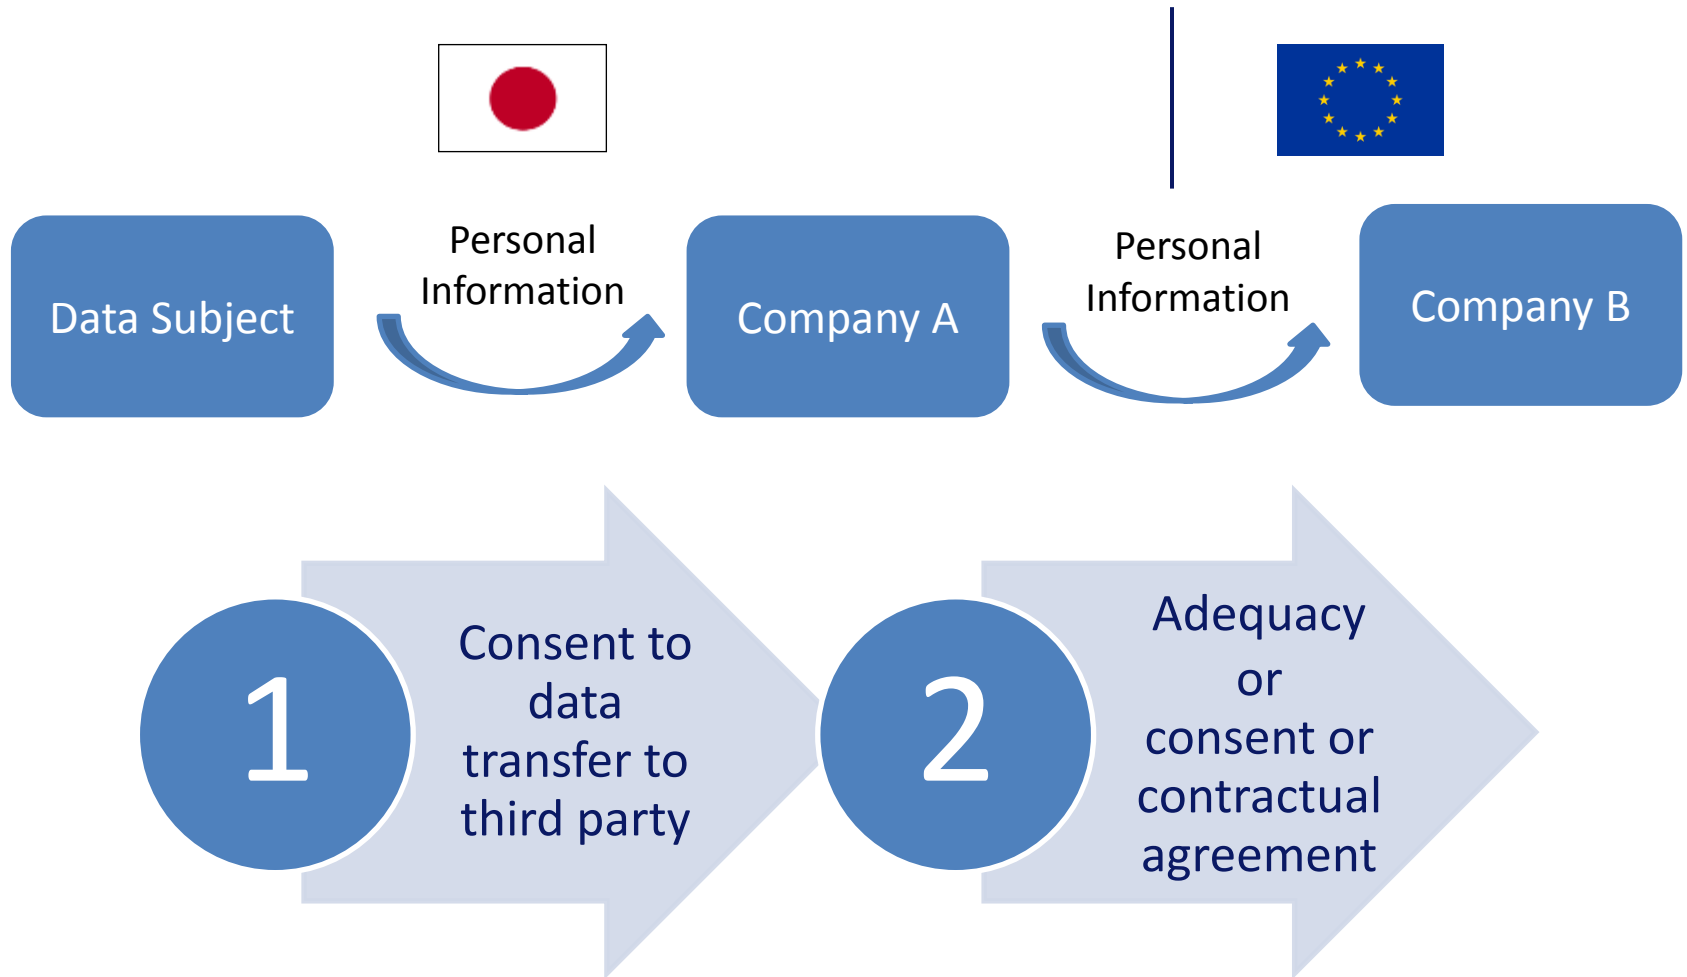 Data Subject
Personal
Information
Company A
Personal
Information
Company B
1
Consent to
data
transfer to
third party
2
Adequacy
or
consent or
contractual
agreement